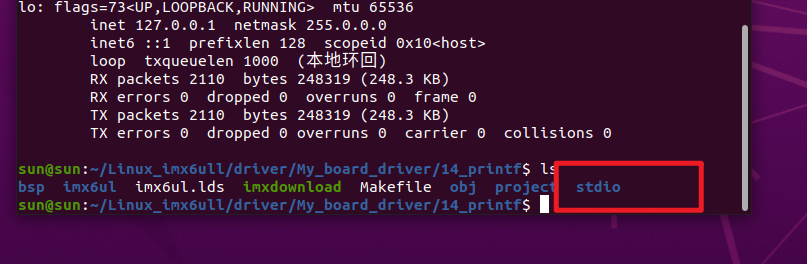 lo: flags=73<UP,LOOPBACK,RUNNING>  mtu 65536
inet 127.0.0.1  netmask 255.0.0.0
inet6 ::1  prefixlen 128  scopeid 0x10<host>
loop  txqueuelen 1000  (本地环回)
RX packets 2110  bytes 248319 (248.3 KB)
RX errors 0  dropped 0  overruns 0  frame 0
TX packets 2110  bytes 248319 (248.3 KB)
TX errors 0  dropped 0 overruns 0  carrier 0  collisions 0
sun@sun:~/Linux_imx6ull/driver/My_board_driver/14_printf$ ls
bsp  imx6ul  imx6ul.lds  imxdownload  Makefile  obj  project  stdio
sun@sun:~/Linux_imx6ull/driver/My_board_driver/14_printf$